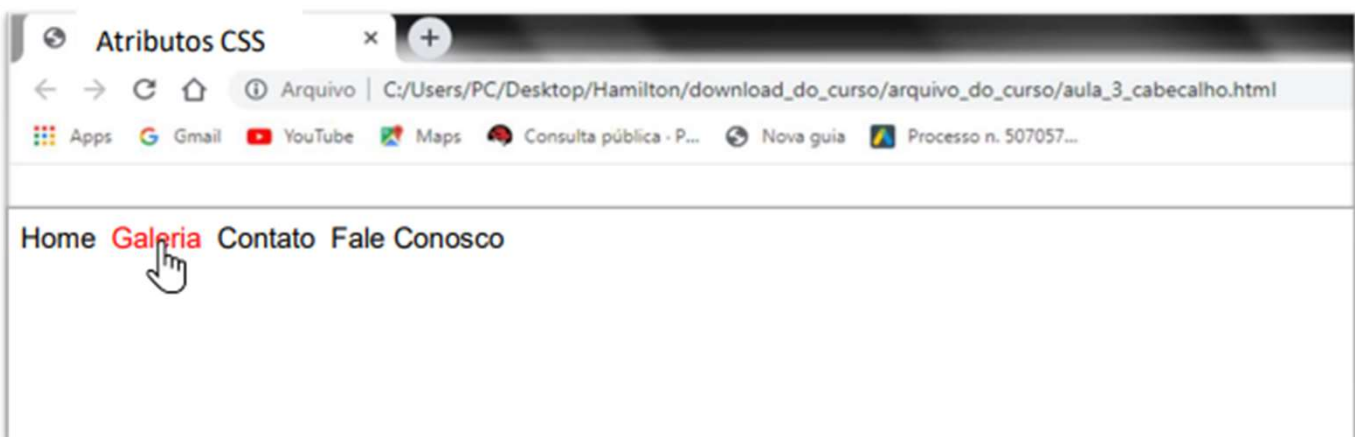 Atributos CSS
Arquivo | C:/Users/PC/Desktop/Hamilton/download_do_curso/arquivo_do_curso/aula_3_cabecalho.html
Apps Gmail YouTube Maps Consulta pública - P... Nova guia Processo n. 507057...
Home Galeria Contato Fale Conosco